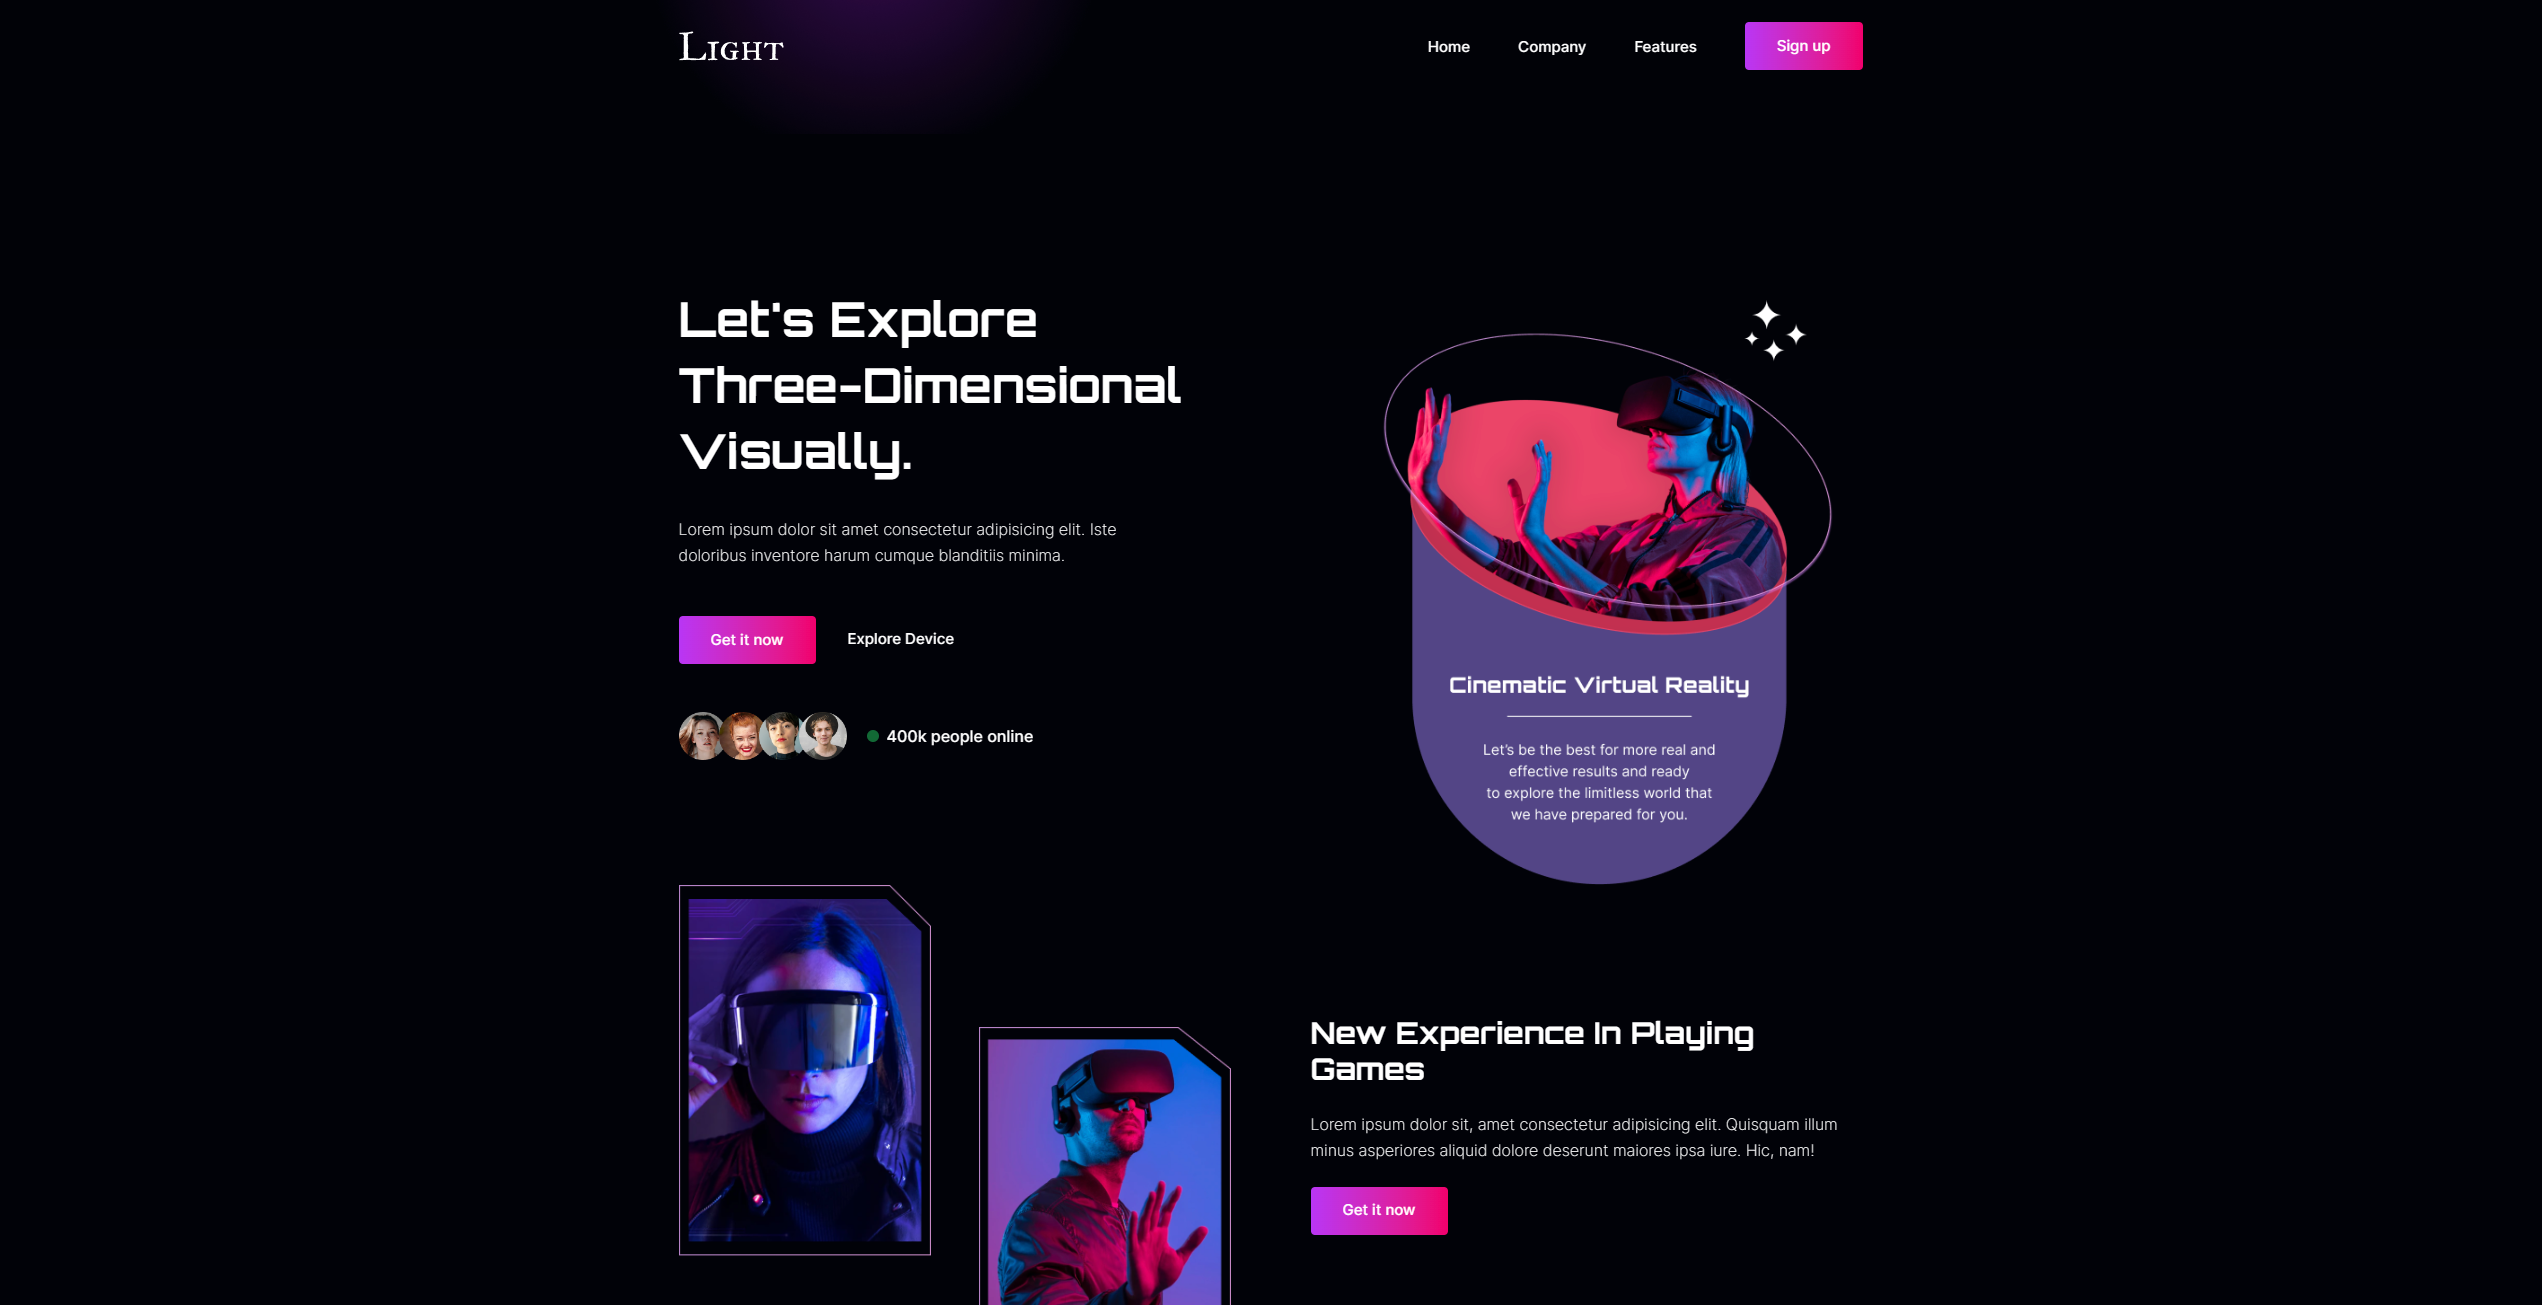 Light
Home
Company
Features
Sign up
Let's Explore
Three-Dimensional
Visually.
Lorem ipsum dolor sit amet consectetur adipisicing elit. Iste
doloribus inventore harum cumque blanditiis minima.
Get it now
Explore Device
400k people online
Cinematic Virtual Reality
Let's be the best for more real and
effective results and ready
to explore the limitless world that
we have prepared for you.
New Experience In Playing
Games
Lorem ipsum dolor sit, amet consectetur adipisicing elit. Quisquam illum
minus asperiores aliquid dolore deserunt maiores ipsa iure. Hic, nam!
Get it now